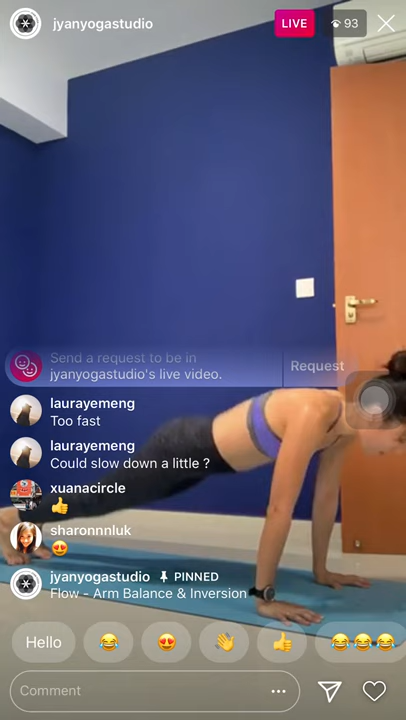 jyanyogastudio
LIVE
93
Send a request to be in
jyanyogastudio's live video.
Request
laurayemeng
Too fast
laurayemeng
Could slow down a little ?
xuanacircle
👍
sharonnnluk
😍
jyanyogastudio PINNED
Flow - Arm Balance & Inversion
Hello 😂 😍 👋 👍 😂😂😂
Comment